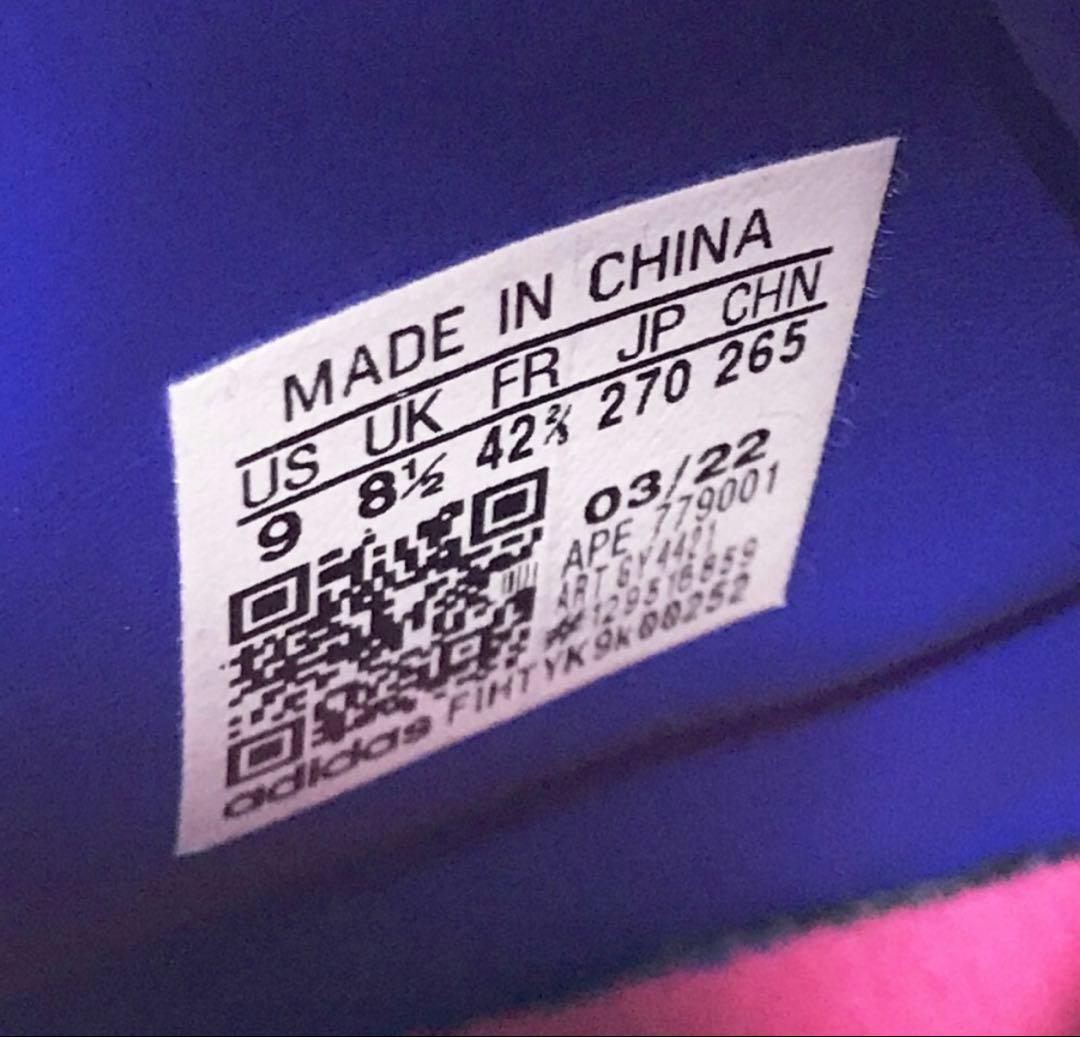 MADE IN CHINA
US UK FR JP CHN
9 8½ 42⅔ 270 265
03/22
APE 779001
ART GY4421
129516859
adidas FIHTYK9k00252